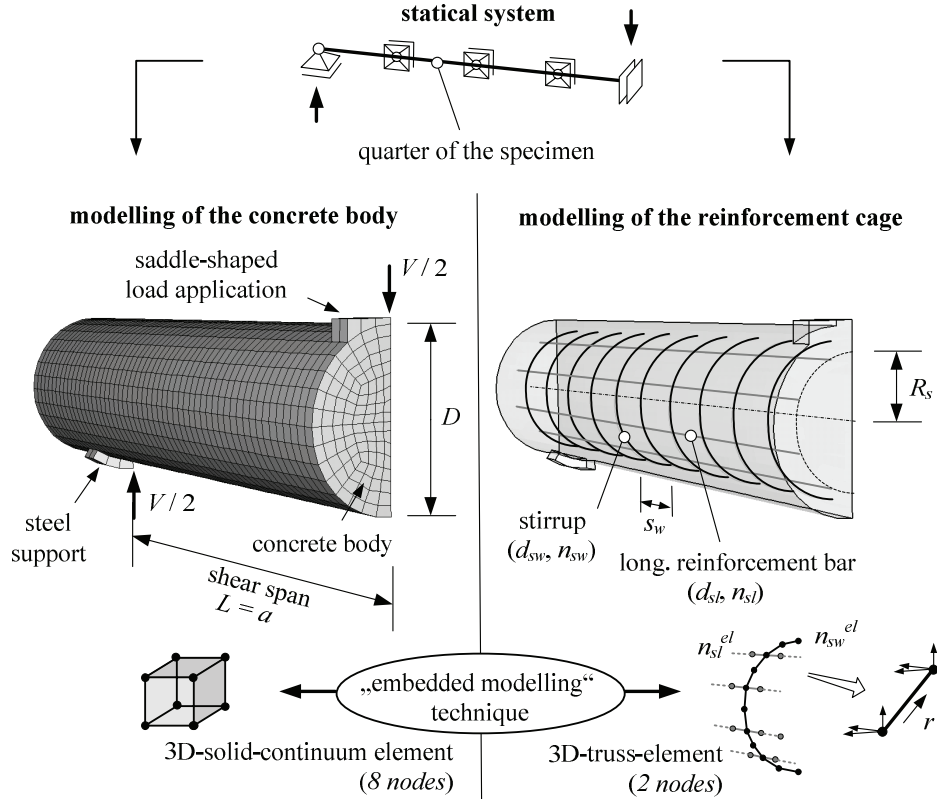 statical system
quarter of the specimen
modelling of the concrete body
saddle-shaped
load application
V / 2
D
V / 2
steel
support
concrete body
shear span
L = a
modelling of the reinforcement cage
R_s
stirrup
(d_sw, n_sw)
s_w
long. reinforcement bar
(d_sl, n_sl)
„embedded modelling“
technique
3D-solid-continuum element
(8 nodes)
n_sl^el
n_sw^el
r
3D-truss-element
(2 nodes)